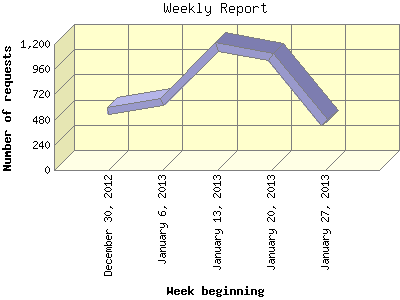 Weekly Report
Number of requests
1,200
960
720
480
240
0
December 30, 2012
January 6, 2013
January 13, 2013
January 20, 2013
January 27, 2013
Week beginning